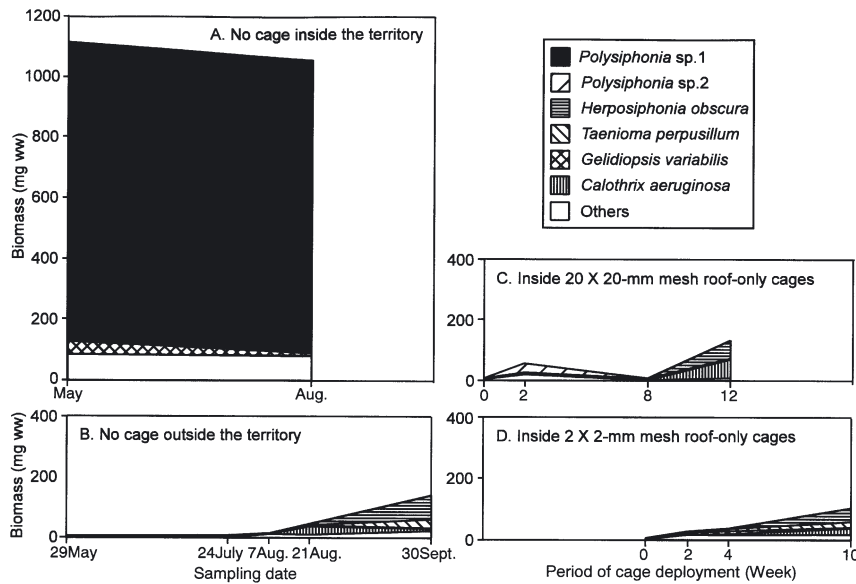 A. No cage inside the territory
1200
1000
800
600
400
200
0
Biomass (mg ww)
May
Aug.
Polysiphonia sp.1
Polysiphonia sp.2
Herposiphonia obscura
Taenioma perpusillum
Gelidiopsis variabilis
Calothrix aeruginosa
Others
B. No cage outside the territory
400
200
0
Biomass (mg ww)
29May
24July 7Aug. 21Aug.
30Sept.
Sampling date
C. Inside 20 X 20-mm mesh roof-only cages
400
200
0
0 2 8 12
D. Inside 2 X 2-mm mesh roof-only cages
400
200
0
0 2 4 10
Period of cage deployment (Week)